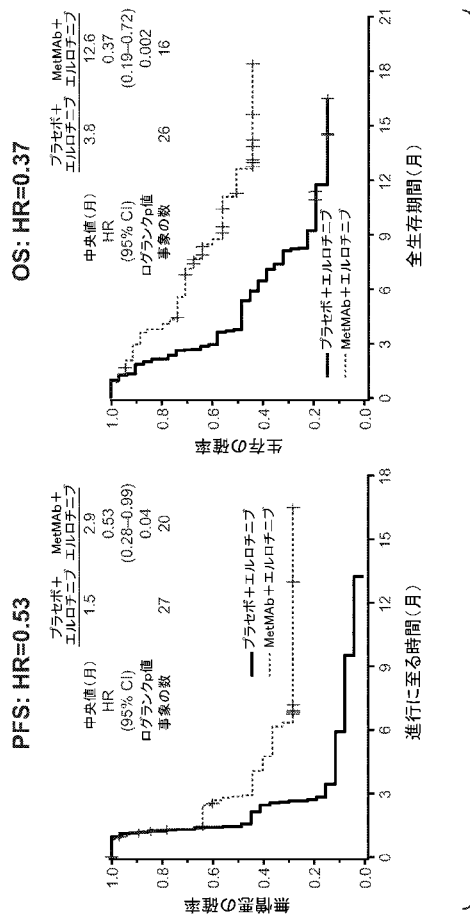 PFS: HR=0.53
プラセボ+ MetMAb+
エルロチニブ エルロチニブ
中央値(月) 1.5 2.9
HR 0.53
(95% CI) (0.28–0.99)
ログランクp値 0.04
事象の数 27 20
プラセボ+エルロチニブ
MetMAb+エルロチニブ
無憎悪の確率
1.0
0.8
0.6
0.4
0.2
0.0
0 3 6 9 12 15 18
進行に至る時間(月)
OS: HR=0.37
プラセボ+ MetMAb+
エルロチニブ エルロチニブ
中央値(月) 3.8 12.6
HR 0.37
(95% CI) (0.19–0.72)
ログランクp値 0.002
事象の数 26 16
プラセボ+エルロチニブ
MetMAb+エルロチニブ
生存の確率
1.0
0.8
0.6
0.4
0.2
0.0
0 3 6 9 12 15 18 21
全生存期間(月)